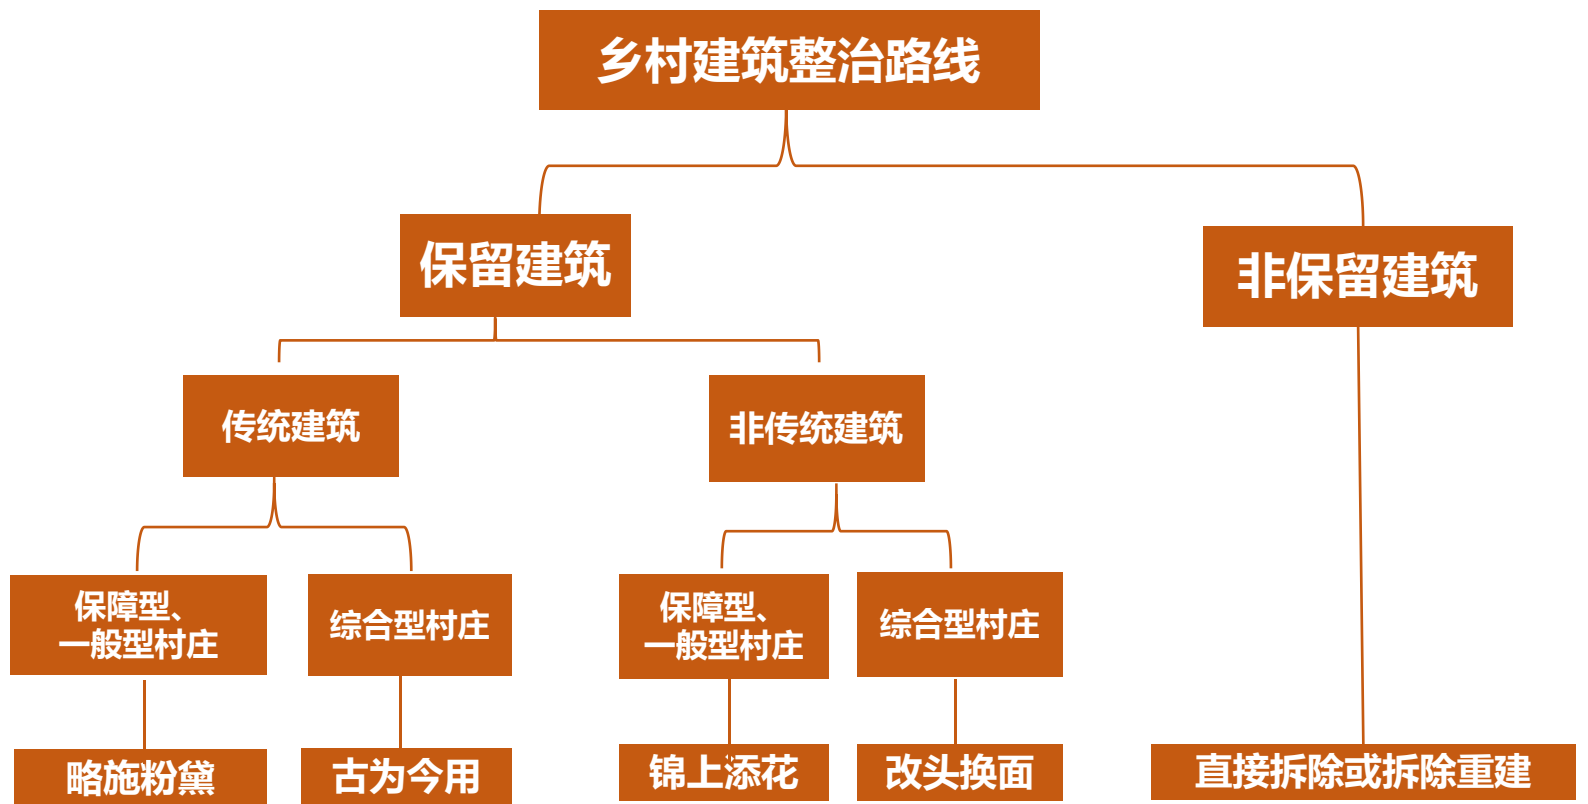 乡村建筑整治路线
保留建筑
非保留建筑
传统建筑
非传统建筑
保障型、
一般型村庄
综合型村庄
保障型、
一般型村庄
综合型村庄
略施粉黛
古为今用
锦上添花
改头换面
直接拆除或拆除重建